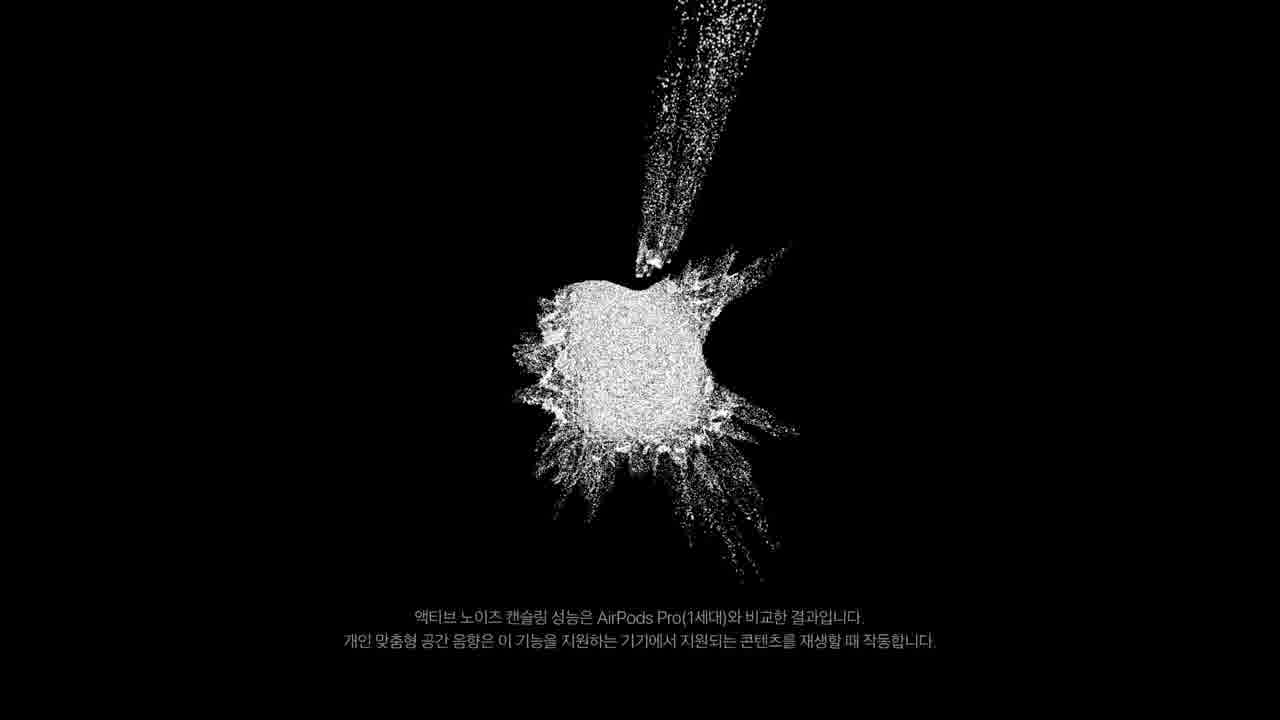 액티브 노이즈 캔슬링 성능은 AirPods Pro(1세대)와 비교한 결과입니다.
개인 맞춤형 공간 음향은 이 기능을 지원하는 기기에서 지원되는 콘텐츠를 재생할 때 작동합니다.